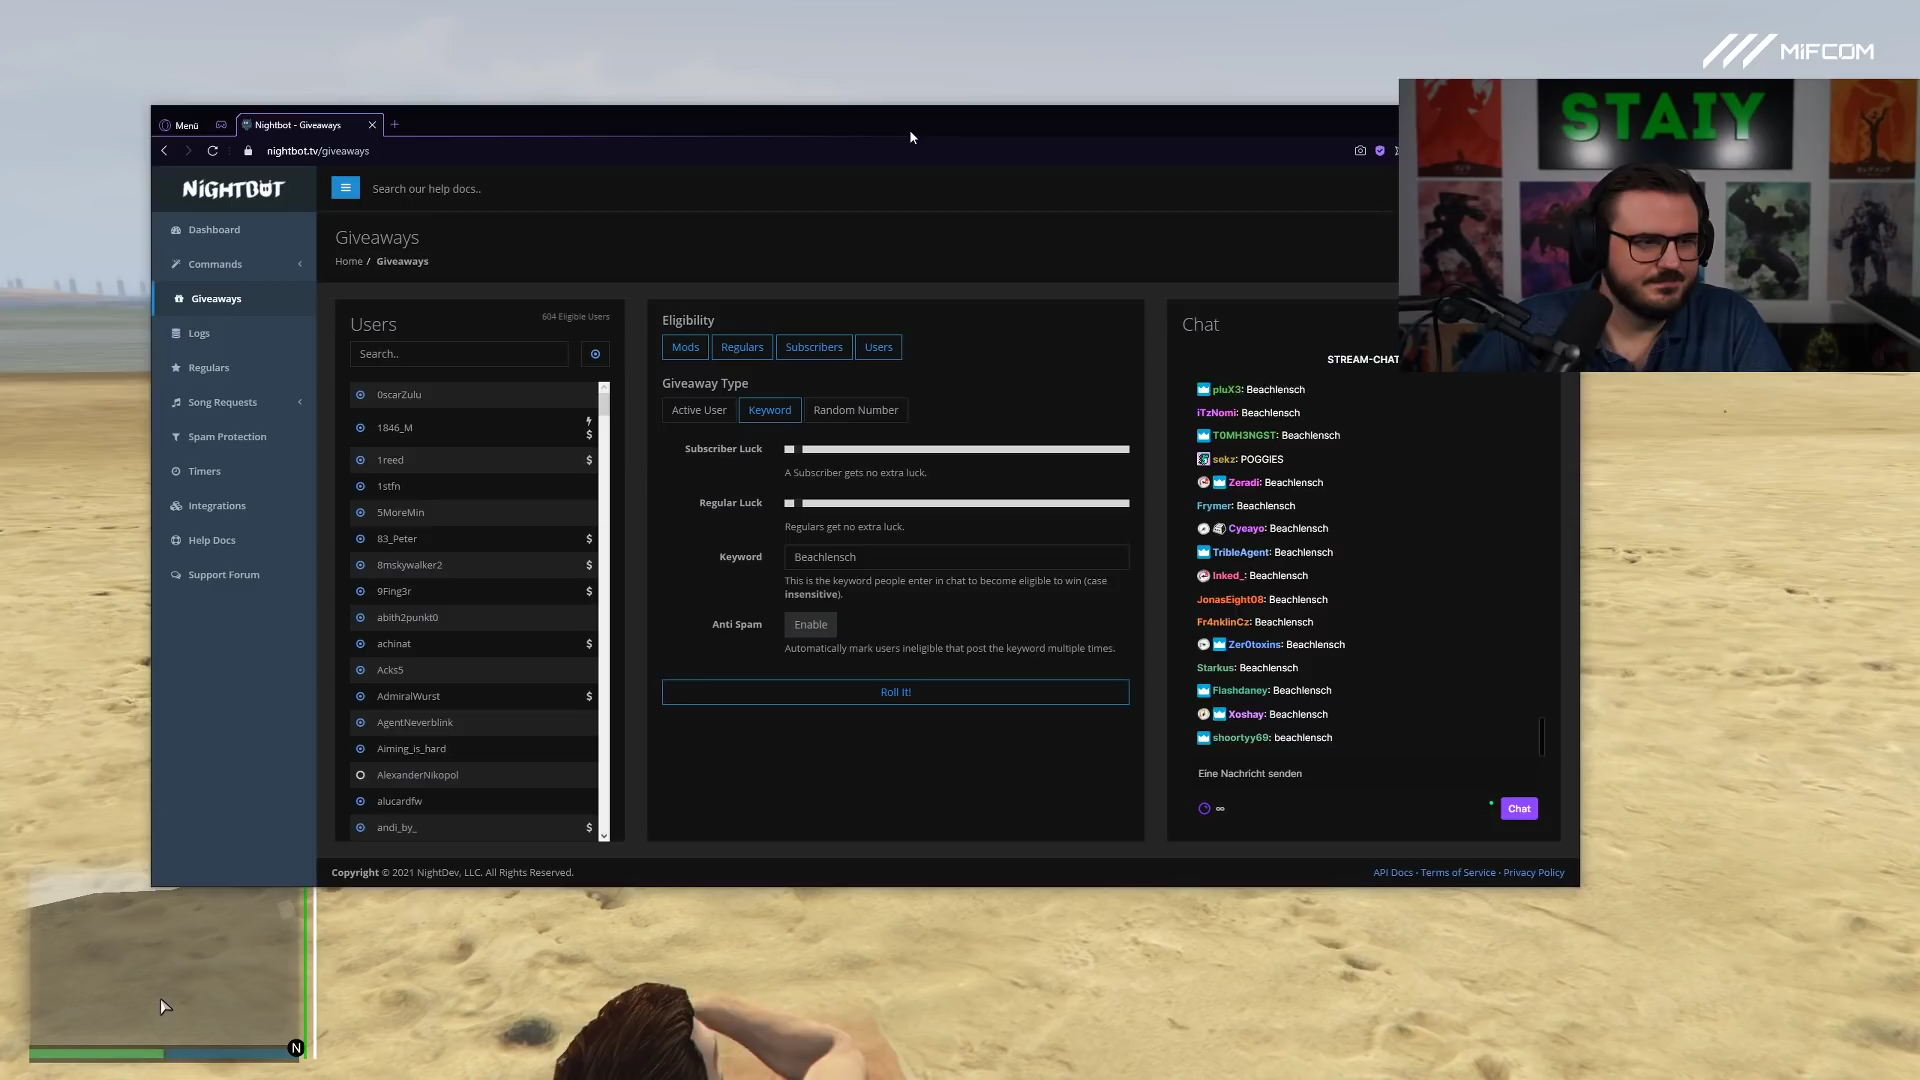 MiFCOM
STAIY
Menü
Nightbot - Giveaways
nightbot.tv/giveaways
NiGHTBOT
Search our help docs..
Dashboard
Commands
Giveaways
Logs
Regulars
Song Requests
Spam Protection
Timers
Integrations
Help Docs
Support Forum
Giveaways
Home / Giveaways
Users
604 Eligible Users
Search..
0scarZulu
1846_M
$
1reed $
1stfn
5MoreMin
83_Peter $
8mskywalker2 $
9Fing3r $
abith2punkt0
achinat $
Acks5
AdmiralWurst $
AgentNeverblink
Aiming_is_hard
AlexanderNikopol
alucardfw
andi_by_ $
Eligibility
Mods Regulars Subscribers Users
Giveaway Type
Active User Keyword Random Number
Subscriber Luck
A Subscriber gets no extra luck.
Regular Luck
Regulars get no extra luck.
Keyword Beachlensch
This is the keyword people enter in chat to become eligible to win (case
insensitive).
Anti Spam Enable
Automatically mark users ineligible that post the keyword multiple times.
Roll It!
Chat
STREAM-CHAT
pluX3: Beachlensch
iTzNomi: Beachlensch
T0MH3NGST: Beachlensch
sekz: POGGIES
Zeradi: Beachlensch
Frymer: Beachlensch
Cyeayo: Beachlensch
TribleAgent: Beachlensch
Inked_: Beachlensch
JonasEight08: Beachlensch
Fr4nklinCz: Beachlensch
Zer0toxins: Beachlensch
Starkus: Beachlensch
Flashdaney: Beachlensch
Xoshay: Beachlensch
shoortyy69: beachlensch
Eine Nachricht senden
∞
Chat
Copyright © 2021 NightDev, LLC. All Rights Reserved.
API Docs · Terms of Service · Privacy Policy
N